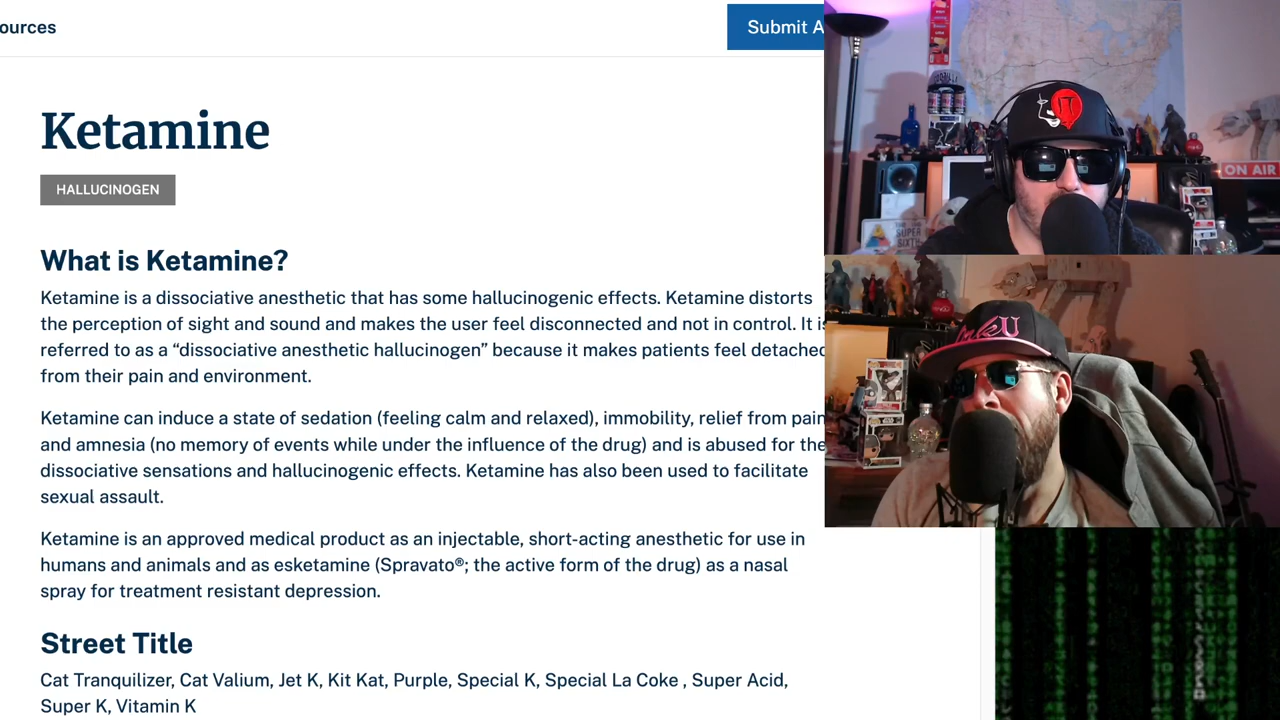 ources
Submit A
Ketamine
HALLUCINOGEN
What is Ketamine?
Ketamine is a dissociative anesthetic that has some hallucinogenic effects. Ketamine distorts
the perception of sight and sound and makes the user feel disconnected and not in control. It is
referred to as a “dissociative anesthetic hallucinogen” because it makes patients feel detached
from their pain and environment.
Ketamine can induce a state of sedation (feeling calm and relaxed), immobility, relief from pain
and amnesia (no memory of events while under the influence of the drug) and is abused for the
dissociative sensations and hallucinogenic effects. Ketamine has also been used to facilitate
sexual assault.
Ketamine is an approved medical product as an injectable, short-acting anesthetic for use in
humans and animals and as esketamine (Spravato®; the active form of the drug) as a nasal
spray for treatment resistant depression.
Street Title
Cat Tranquilizer, Cat Valium, Jet K, Kit Kat, Purple, Special K, Special La Coke , Super Acid,
Super K, Vitamin K
IT
ON AIR
SUPER
SIXTH